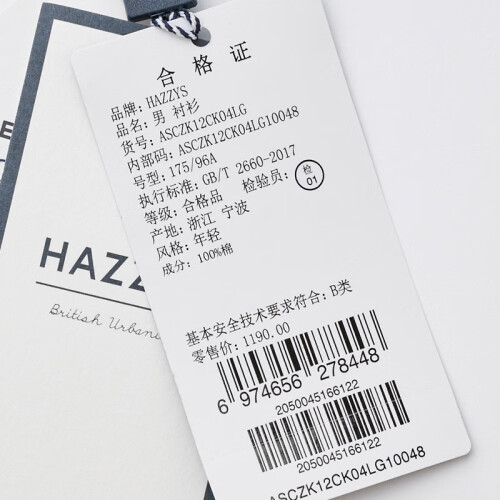 合格证
品牌: HAZZYS
品名: 男 衬衫
货号: ASCZK12CK04LG
内部码: ASCZK12CK04LG10048
号型: 175/96A
执行标准: GB/T 2660-2017
等级: 合格品 检验员: 检 01
产地: 浙江 宁波
风格: 年轻
成分: 100%棉
基本安全技术要求符合: B类
零售价: 1190.00
6 974656 278448
2050045166122
2050045166122
ASCZK12CK04LG10048
HAZZ
British Urban